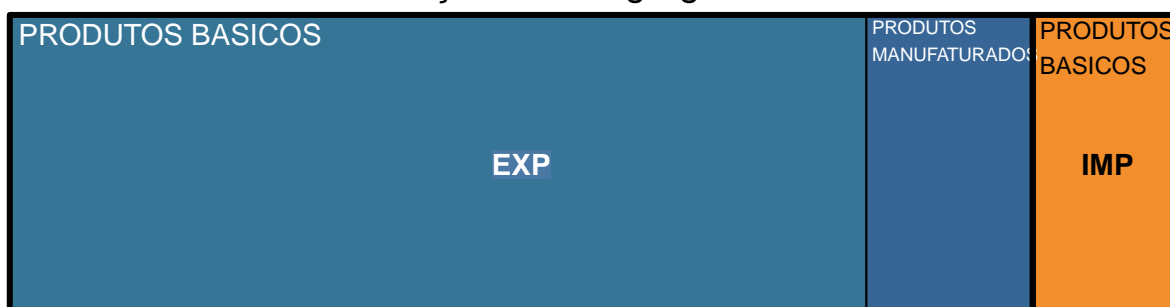 PRODUTOS BASICOS
EXP
PRODUTOS
MANUFATURADOS
PRODUTOS
BASICOS
IMP